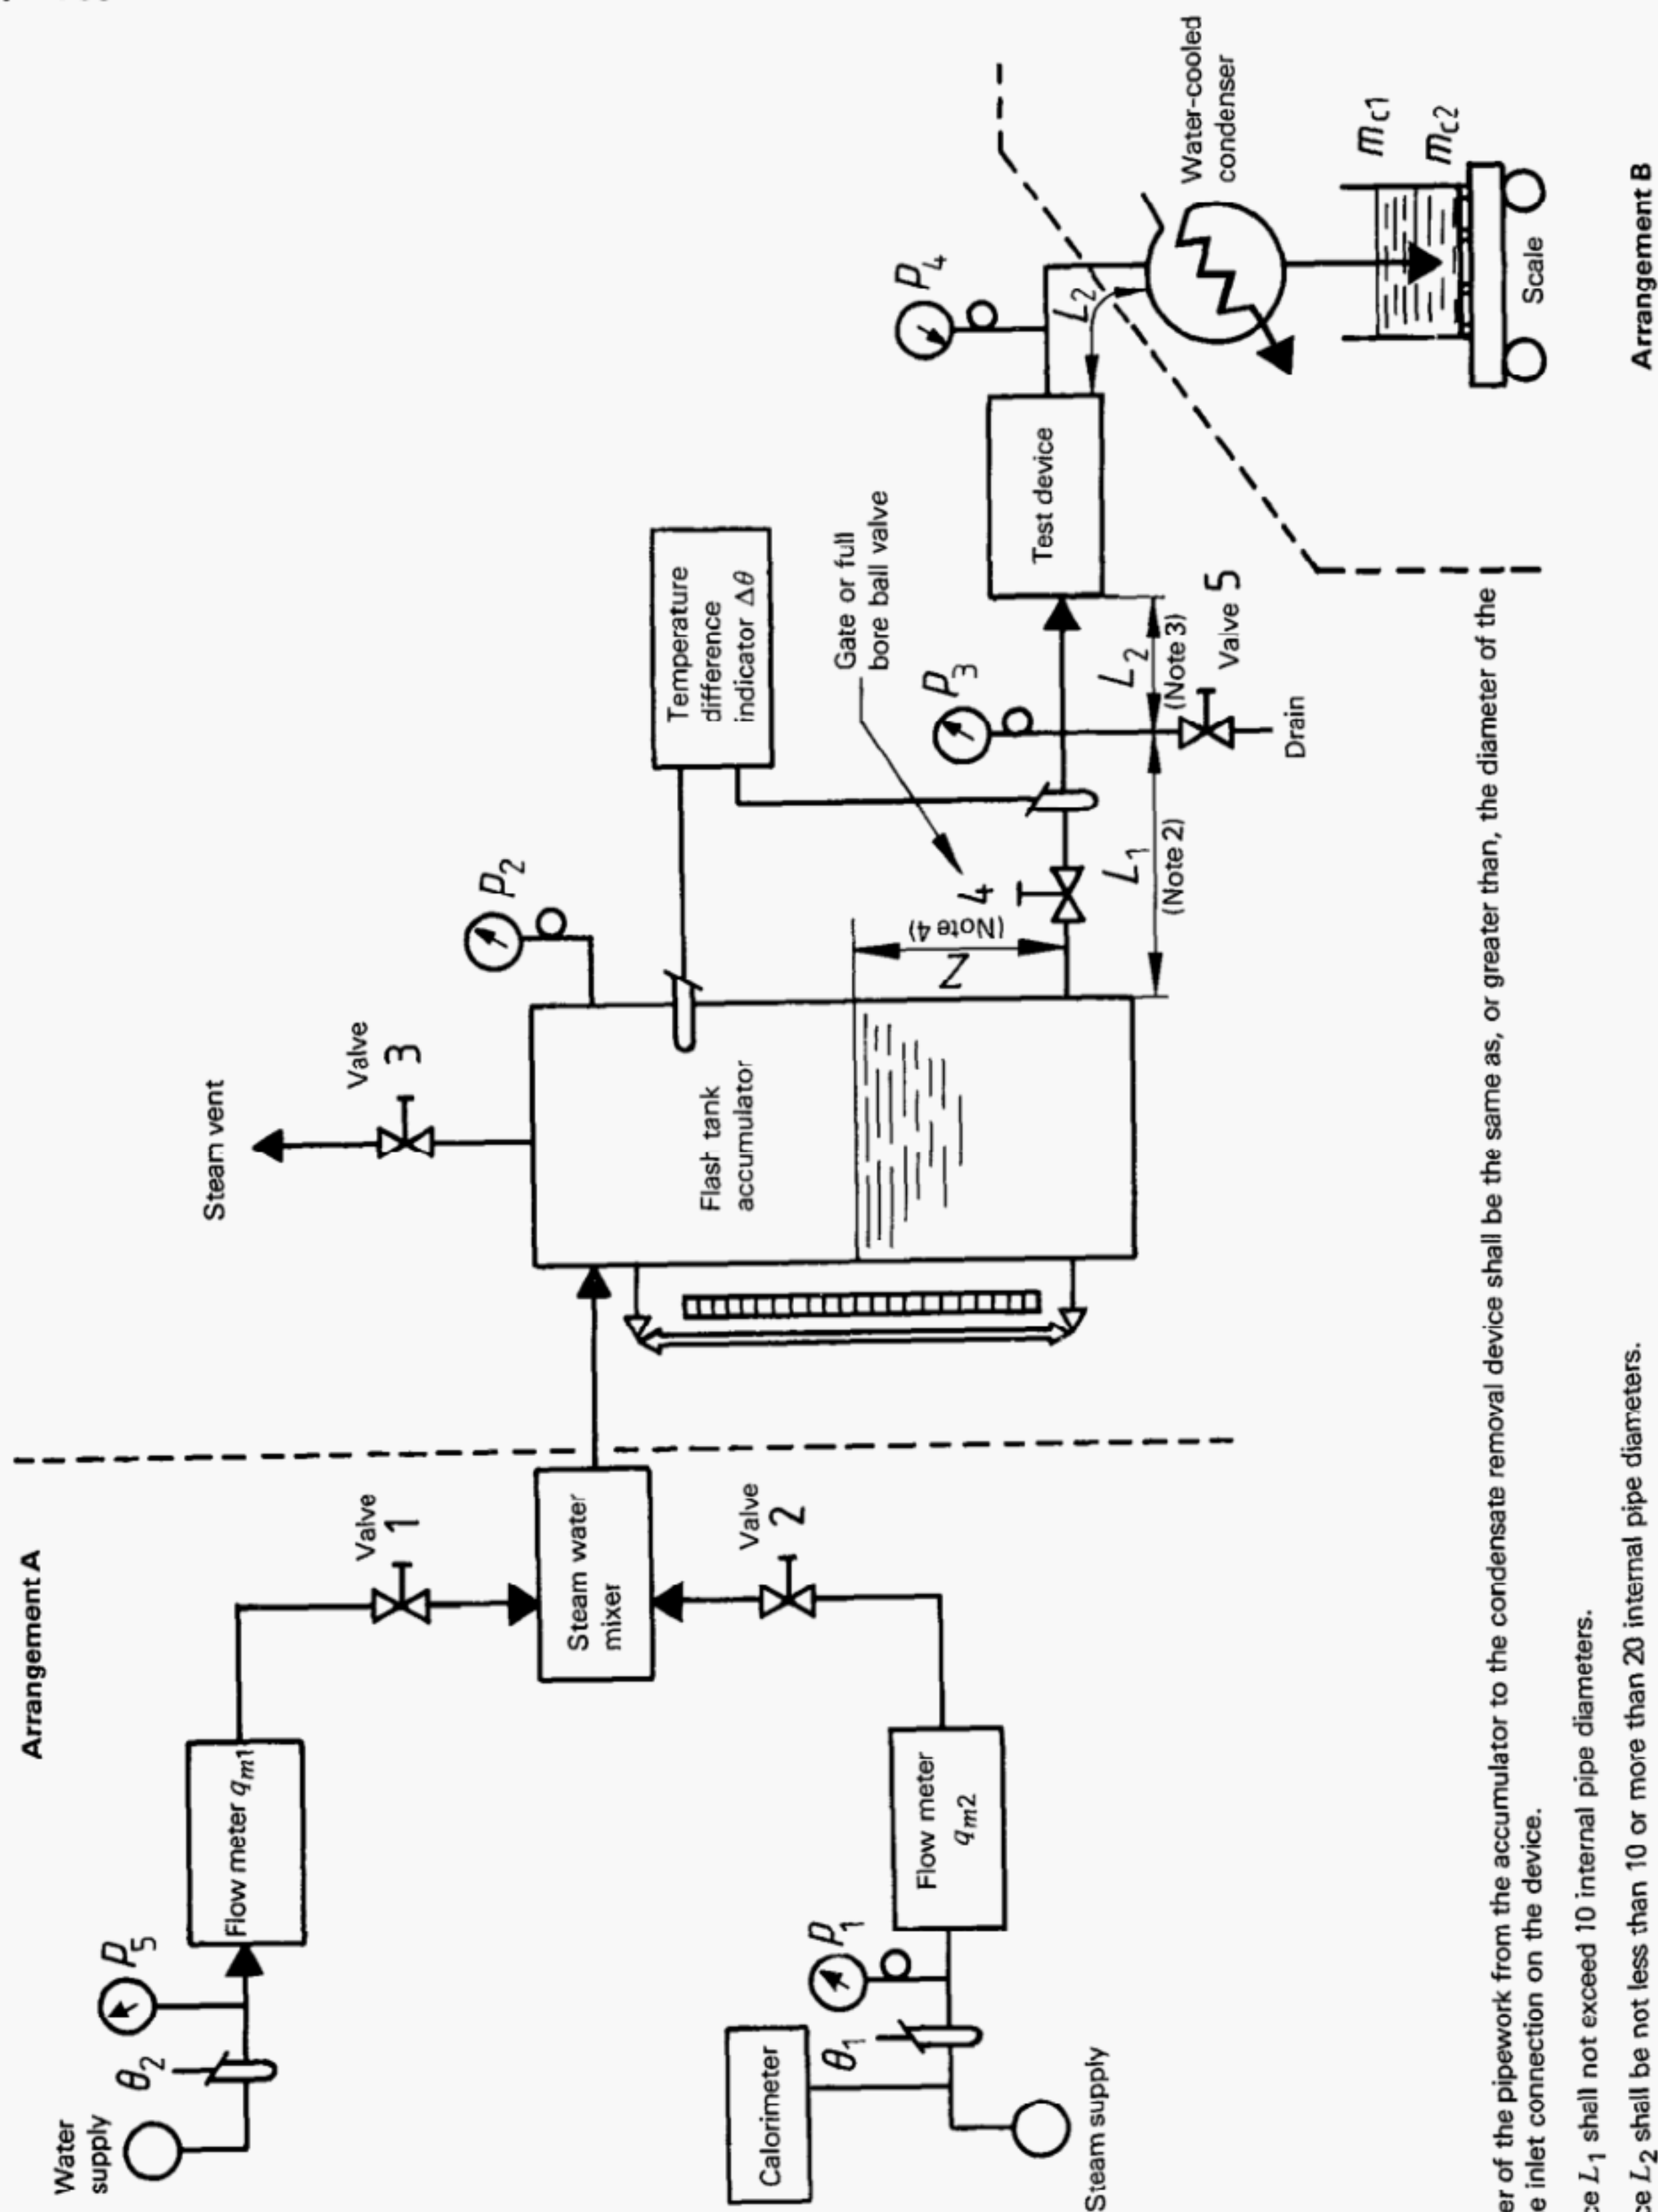 Arrangement A
Water
supply
θ2
P5
Flow meter qm1
Valve
1
Steam water
mixer
Valve
2
Flow meter
qm2
P1
θ1
Calorimeter
Steam supply
Steam vent
Valve
3
P2
Flash tank
accumulator
Z
(Note 4)
Temperature
difference
indicator Δθ
Gate or full
bore ball valve
4
L1
(Note 2)
P3
L2
(Note 3)
Valve 5
Drain
Test device
P4
L2
Water-cooled
condenser
mc1
mc2
Scale
Arrangement B
of the pipework from the accumulator to the condensate removal device shall be the same as, or greater than, the diameter of the
inlet connection on the device.
L1 shall not exceed 10 internal pipe diameters.
L2 shall be not less than 10 or more than 20 internal pipe diameters.